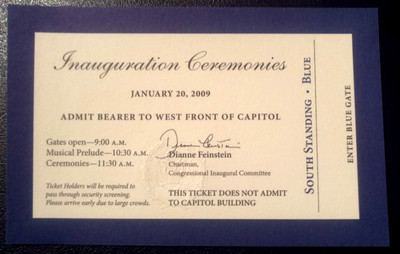 Inauguration Ceremonies
JANUARY 20, 2009
ADMIT BEARER TO WEST FRONT OF CAPITOL
Gates open—9:00 A.M.
Musical Prelude—10:30 A.M.
Ceremonies—11:30 A.M.
Dianne Feinstein
Dianne Feinstein
Chairman,
Congressional Inaugural Committee
Ticket Holders will be required to
pass through security screening.
Please arrive early due to large crowds.
THIS TICKET DOES NOT ADMIT
TO CAPITOL BUILDING
SOUTH STANDING • BLUE
ENTER BLUE GATE